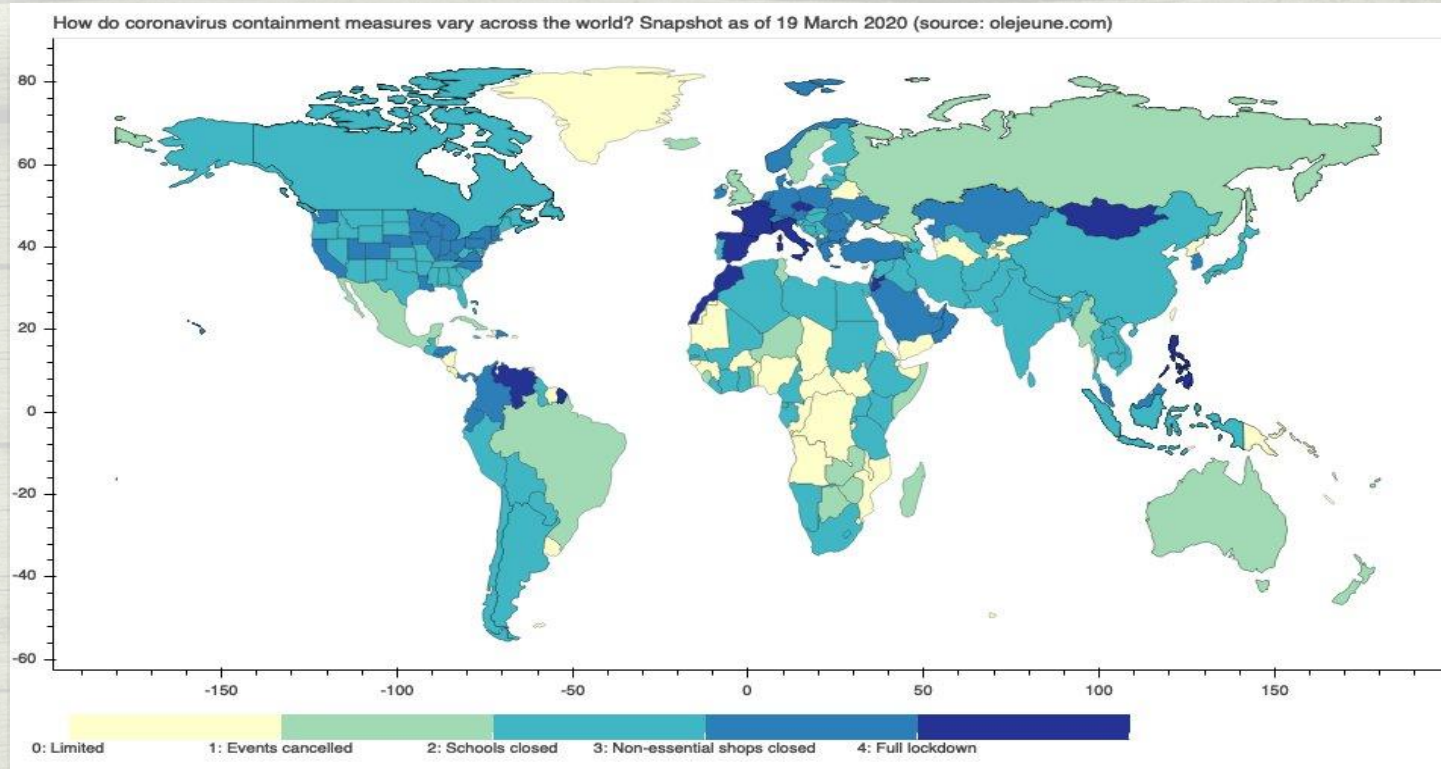 How do coronavirus containment measures vary across the world? Snapshot as of 19 March 2020 (source: olejeune.com)
80
60
40
20
0
-20
-40
-60
-150 -100 -50 0 50 100 150
0: Limited 1: Events cancelled 2: Schools closed 3: Non-essential shops closed 4: Full lockdown